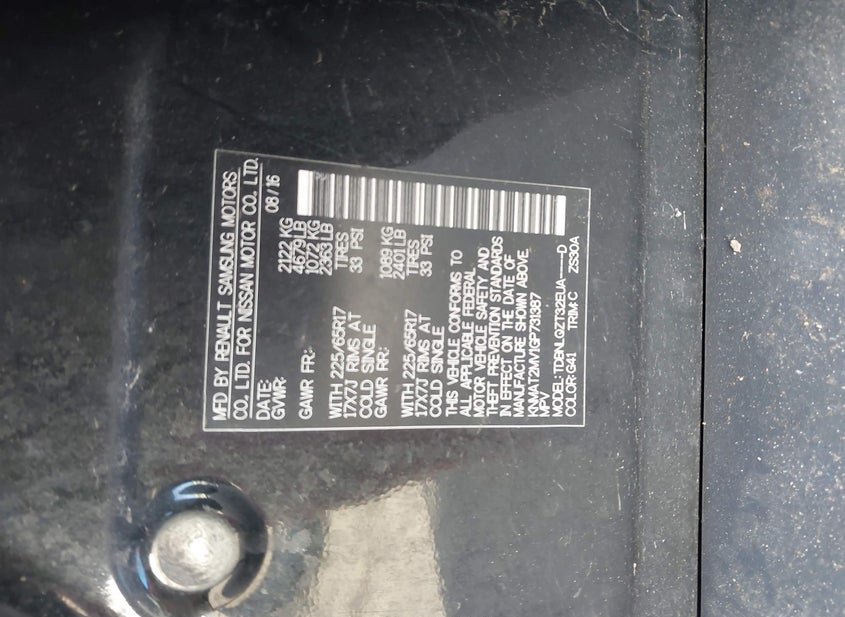 MFD BY RENAULT SAMSUNG MOTORS
CO. LTD. FOR NISSAN MOTOR CO. LTD.
DATE: 08/16
GVWR: 2122 KG
4679 LB
GAWR FR: 1072 KG
2363 LB
WITH 225/65R17 TIRES
17X7J RIMS AT 33 PSI
COLD SINGLE
GAWR RR: 1089 KG
2401 LB
WITH 225/65R17 TIRES
17X7J RIMS AT 33 PSI
COLD SINGLE
THIS VEHICLE CONFORMS TO
ALL APPLICABLE FEDERAL
MOTOR VEHICLE SAFETY AND
THEFT PREVENTION STANDARDS
IN EFFECT ON THE DATE OF
MANUFACTURE SHOWN ABOVE.
KNMAT2MV1GP731387
MPV
MODEL: TDBNLQZT32EUA-----D
COLOR: G41 TRIM: C ZS30A